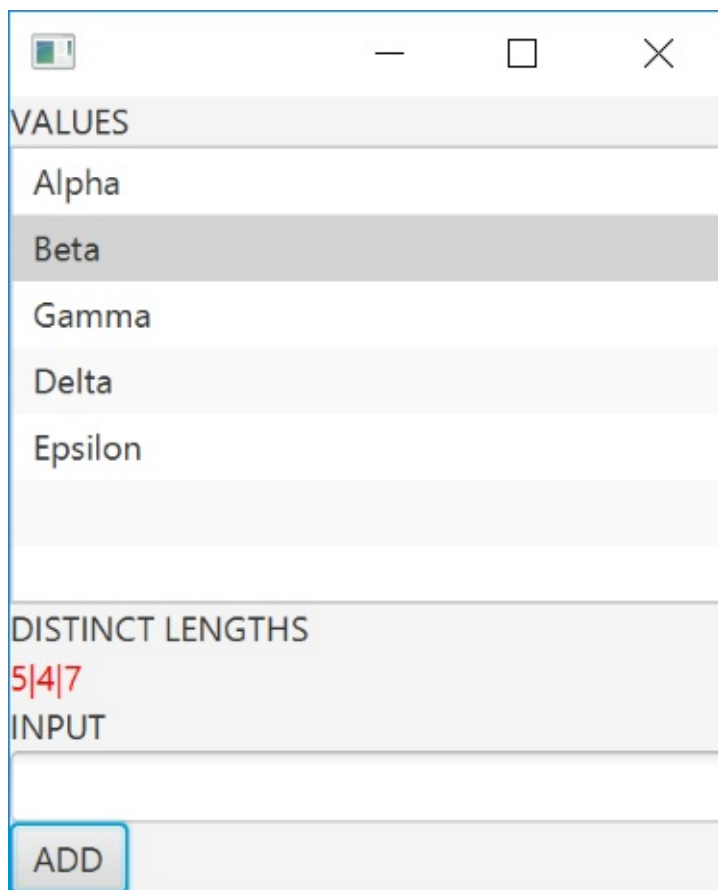 VALUES
Alpha
Beta
Gamma
Delta
Epsilon
DISTINCT LENGTHS
5|4|7
INPUT
ADD